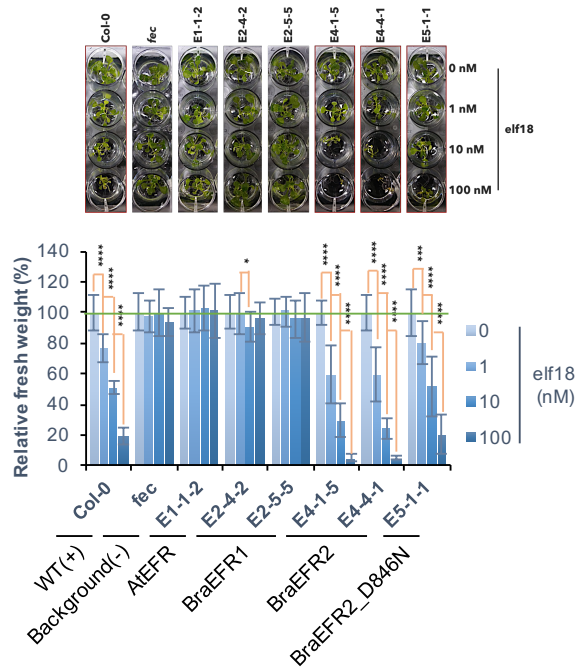 Col-0 fec E1-1-2 E2-4-2 E2-5-5 E4-1-5 E4-4-1 E5-1-1
0 nM
1 nM
10 nM
100 nM
elf18
Relative fresh weight (%)
140
120
100
80
60
40
20
0
**** **** ****
*
**** **** ****
**** **** ****
*** **** ****
0
1
10
100
elf18
(nM)
Col-0 fec E1-1-2 E2-4-2 E2-5-5 E4-1-5 E4-4-1 E5-1-1
WT(+) Background(-) AtEFR BraEFR1 BraEFR2 BraEFR2_D846N